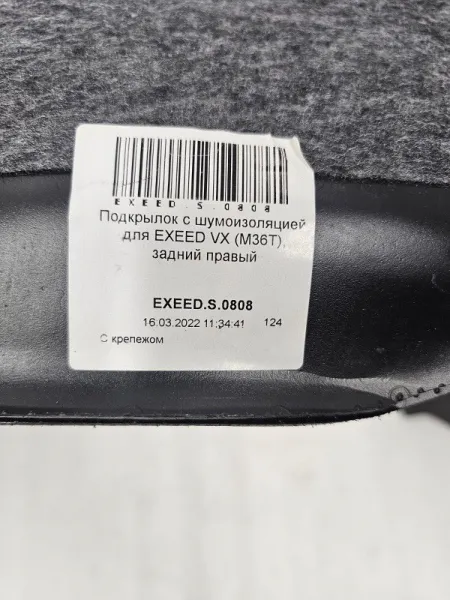 EXEED.S.0808
Подкрылок с шумоизоляцией
для EXEED VX (M36T),
задний правый
EXEED.S.0808
16.03.2022 11:34:41 124
С крепежом